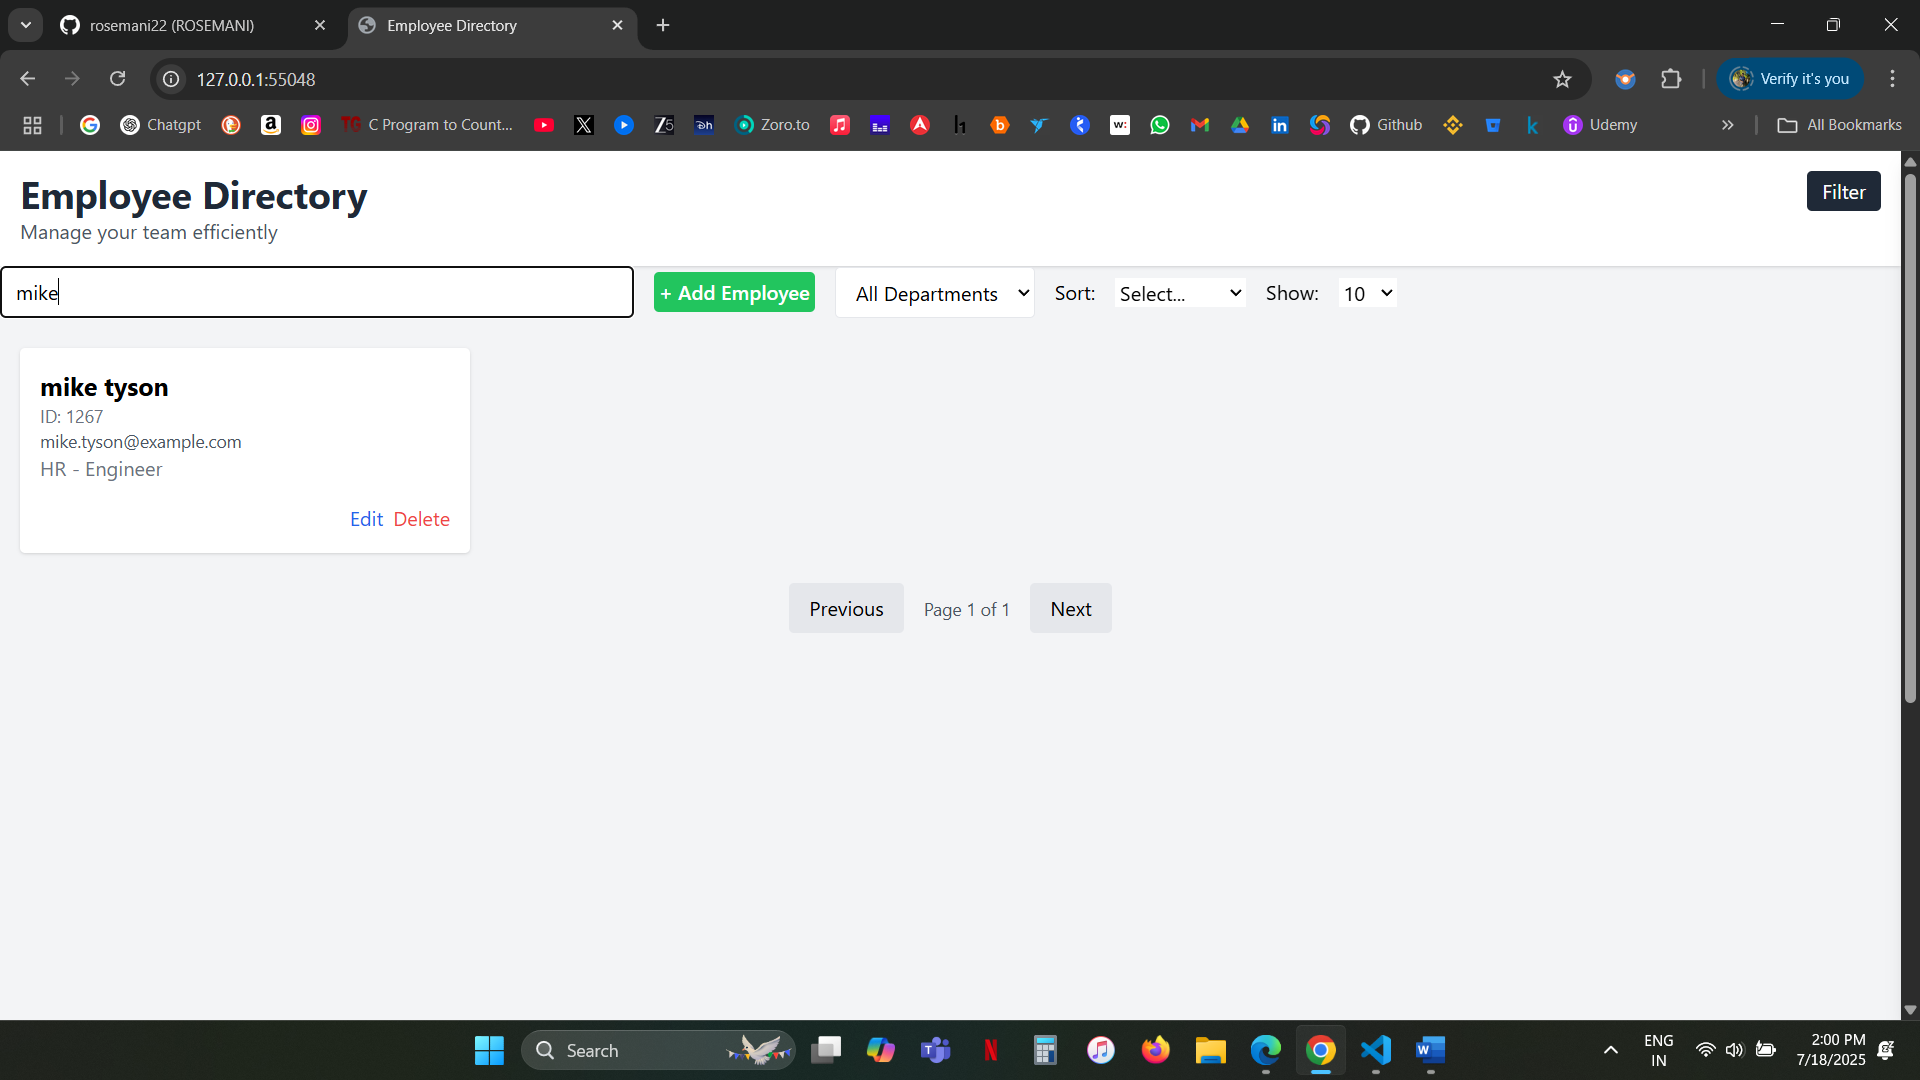 rosemani22 (ROSEMANI)
Employee Directory
127.0.0.1:55048
Verify it's you
Chatgpt
TG C Program to Count...
Z5
Dh
Zoro.to
h
b
w:
Github
k
Udemy
All Bookmarks
Employee Directory
Filter
Manage your team efficiently
mike
+ Add Employee
All Departments
Sort:
Select...
Show:
10
mike tyson
ID: 1267
mike.tyson@example.com
HR - Engineer
Edit Delete
Previous
Page 1 of 1
Next
Search
T
N
W
ENG
IN
2:00 PM
7/18/2025